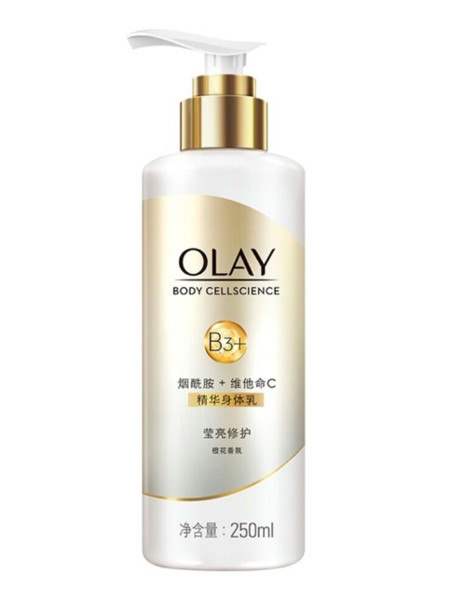 OLAY
BODY CELLSCIENCE
B3+
烟酰胺 + 维他命C
精华身体乳
莹亮修护
橙花香氛
净含量：250ml